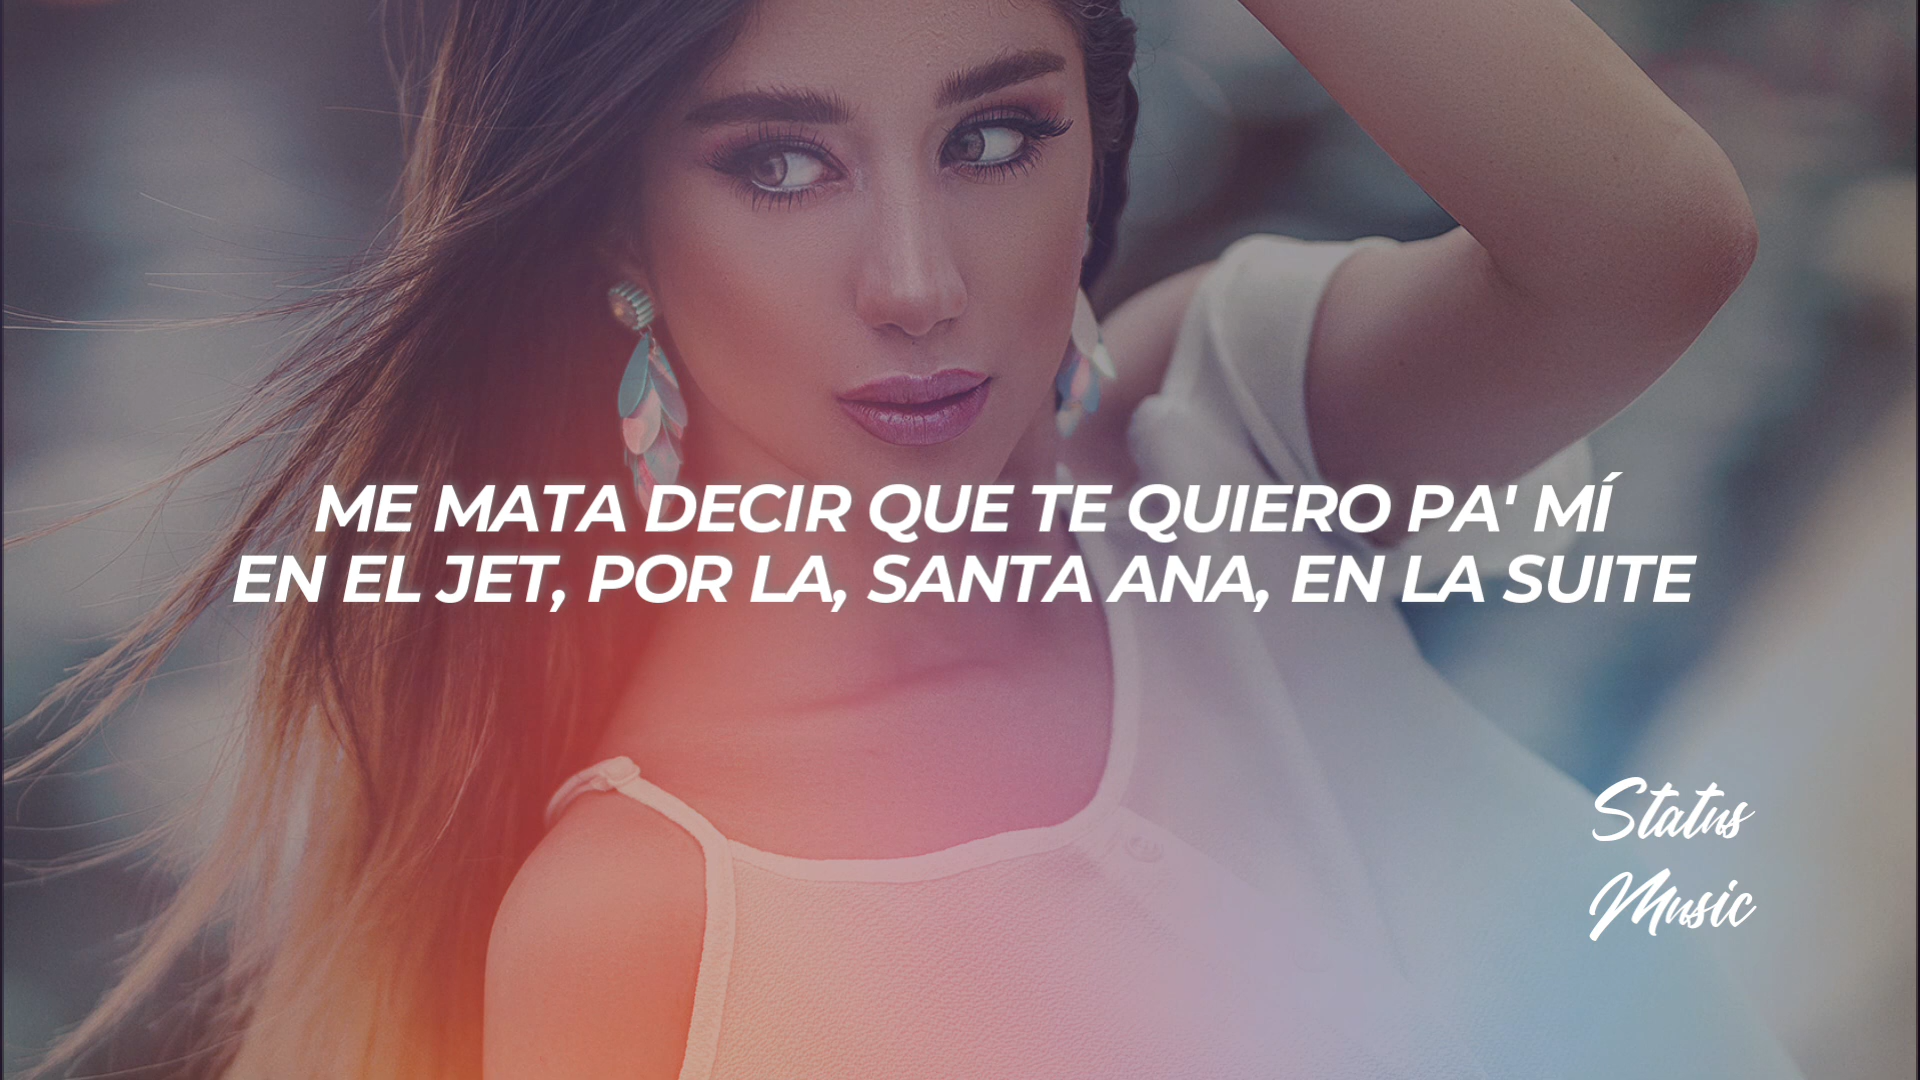 ME MATA DECIR QUE TE QUIERO PA' MÍ
EN EL JET, POR LA, SANTA ANA, EN LA SUITE
Status
Music